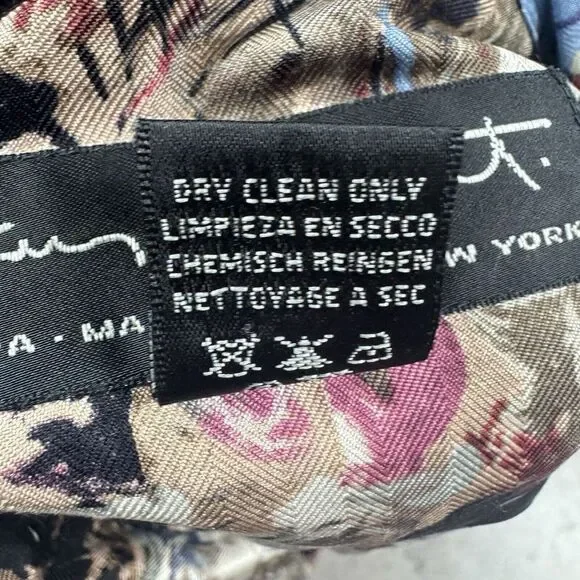 DRY CLEAN ONLY
LIMPIEZA EN SECCO
CHEMISCH REINGEN
NETTOYAGE A SEC
A · MA
W YORK